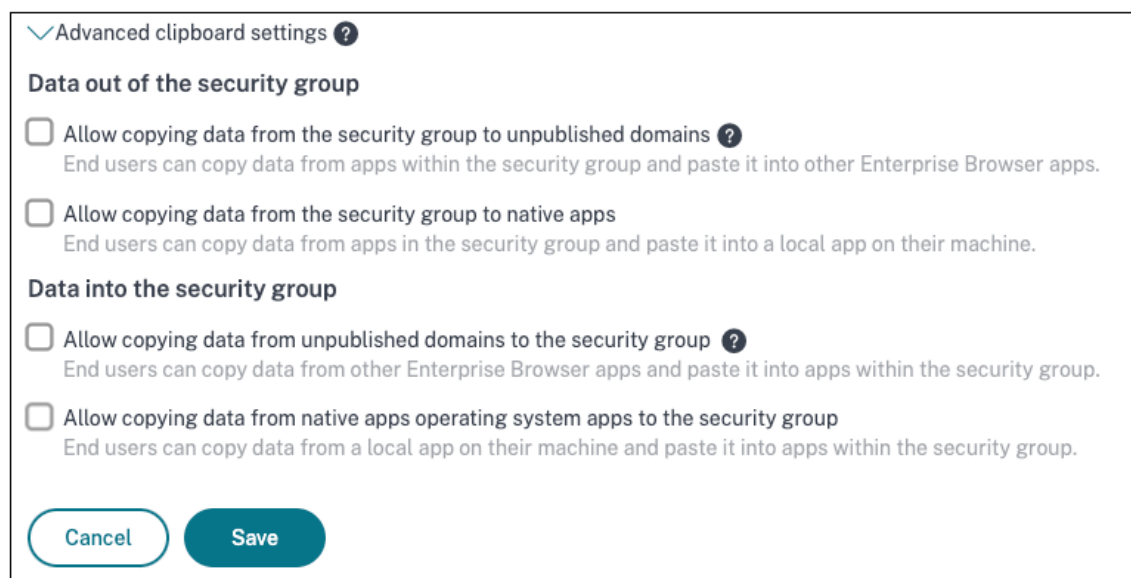 Advanced clipboard settings ?
Data out of the security group
Allow copying data from the security group to unpublished domains ?
End users can copy data from apps within the security group and paste it into other Enterprise Browser apps.
Allow copying data from the security group to native apps
End users can copy data from apps in the security group and paste it into a local app on their machine.
Data into the security group
Allow copying data from unpublished domains to the security group ?
End users can copy data from other Enterprise Browser apps and paste it into apps within the security group.
Allow copying data from native apps operating system apps to the security group
End users can copy data from a local app on their machine and paste it into apps within the security group.
Cancel Save